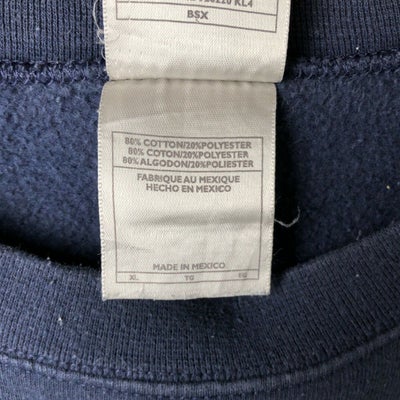 KL4
BSX
80% COTTON/20%POLYESTER
80% COTON/20%POLYESTER
80% ALGODON/20%POLIESTER
FABRIQUE AU MEXIQUE
HECHO EN MEXICO
MADE IN MEXICO
XL TG EG